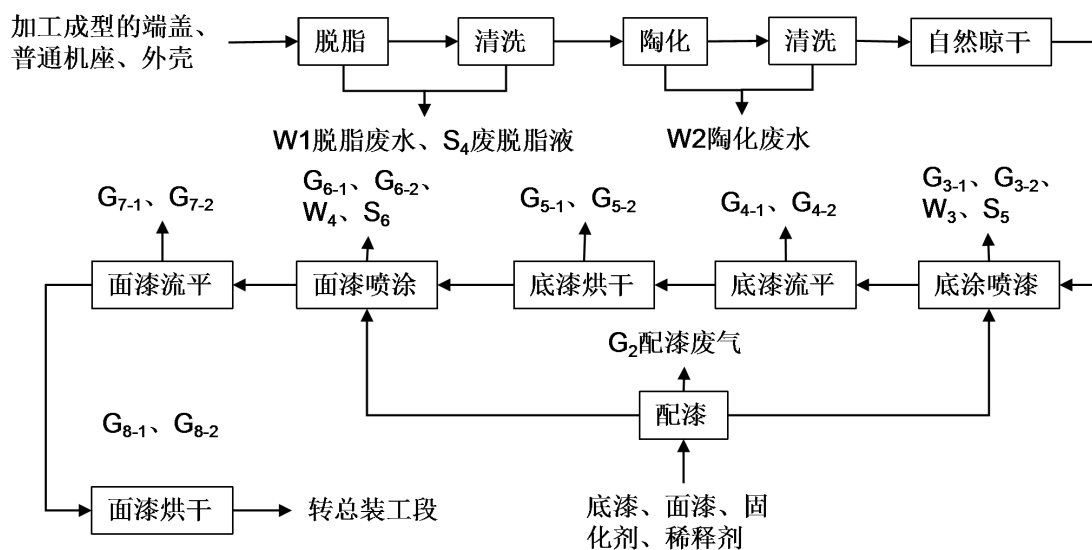 加工成型的端盖、
普通机座、外壳
脱脂
清洗
陶化
清洗
自然晾干
W1脱脂废水、S₄废脱脂液
W2陶化废水
G₇₋₁、G₇₋₂
G₆₋₁、G₆₋₂、
W₄、S₆
G₅₋₁、G₅₋₂
G₄₋₁、G₄₋₂
G₃₋₁、G₃₋₂、
W₃、S₅
面漆流平
面漆喷涂
底漆烘干
底漆流平
底涂喷漆
G₂配漆废气
配漆
G₈₋₁、G₈₋₂
面漆烘干
转总装工段
底漆、面漆、固
化剂、稀释剂